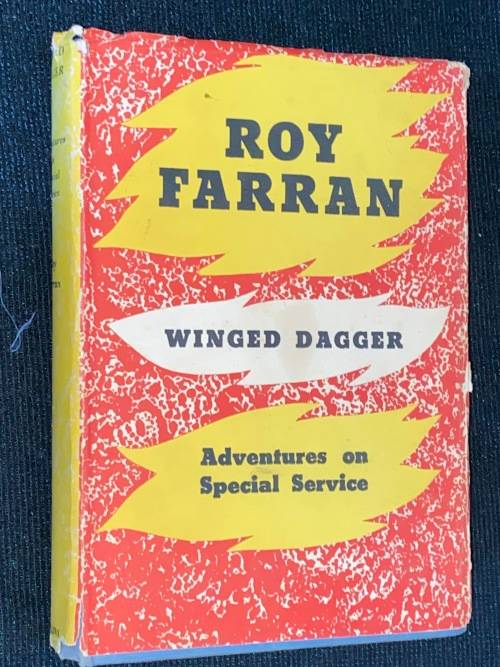 ROY
FARRAN
WINGED DAGGER
Adventures on
Special Service